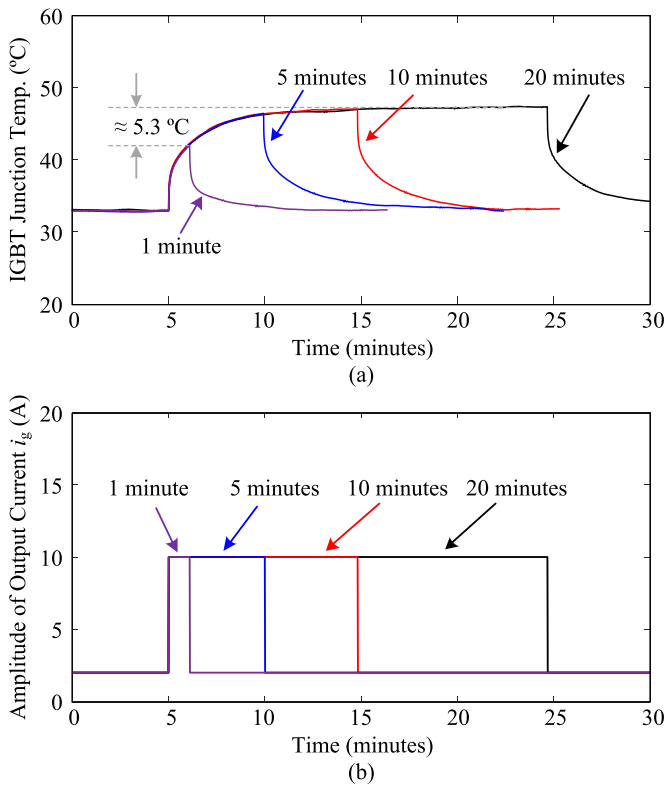 60
50
40
30
20
IGBT Junction Temp. (ºC)
5 minutes
10 minutes
20 minutes
≈ 5.3 ºC
1 minute
0 5 10 15 20 25 30
Time (minutes)
(a)
20
15
10
5
0
Amplitude of Output Current ig (A)
1 minute
5 minutes
10 minutes
20 minutes
0 5 10 15 20 25 30
Time (minutes)
(b)